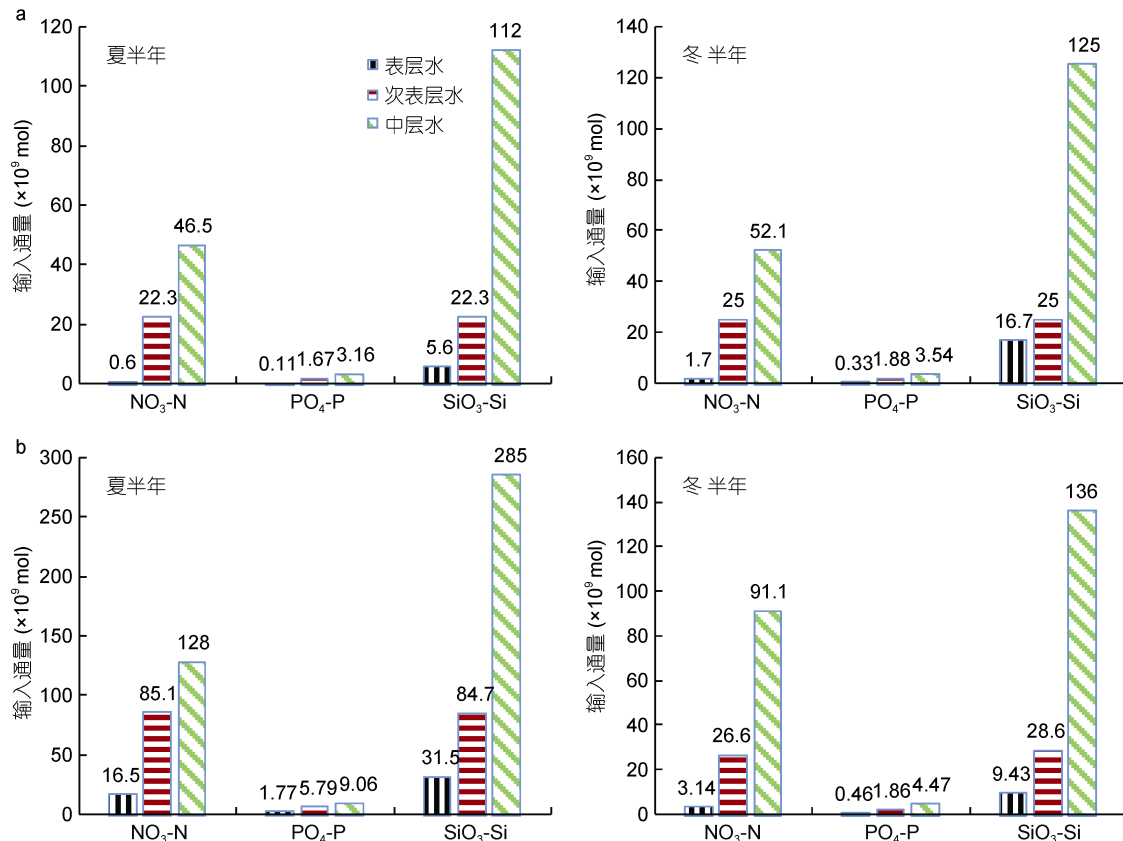 a
夏半年
表层水
次表层水
中层水
输入通量 (×10⁹ mol)
120
100
80
60
40
20
0
0.6
22.3
46.5
0.11
1.67
3.16
5.6
22.3
112
NO₃-N
PO₄-P
SiO₃-Si
冬 半年
输入通量 (×10⁹ mol)
140
120
100
80
60
40
20
0
1.7
25
52.1
0.33
1.88
3.54
16.7
25
125
NO₃-N
PO₄-P
SiO₃-Si
b
夏半年
输入通量 (×10⁹ mol)
300
250
200
150
100
50
0
16.5
85.1
128
1.77
5.79
9.06
31.5
84.7
285
NO₃-N
PO₄-P
SiO₃-Si
冬 半年
输入通量 (×10⁹ mol)
160
140
120
100
80
60
40
20
0
3.14
26.6
91.1
0.46
1.86
4.47
9.43
28.6
136
NO₃-N
PO₄-P
SiO₃-Si